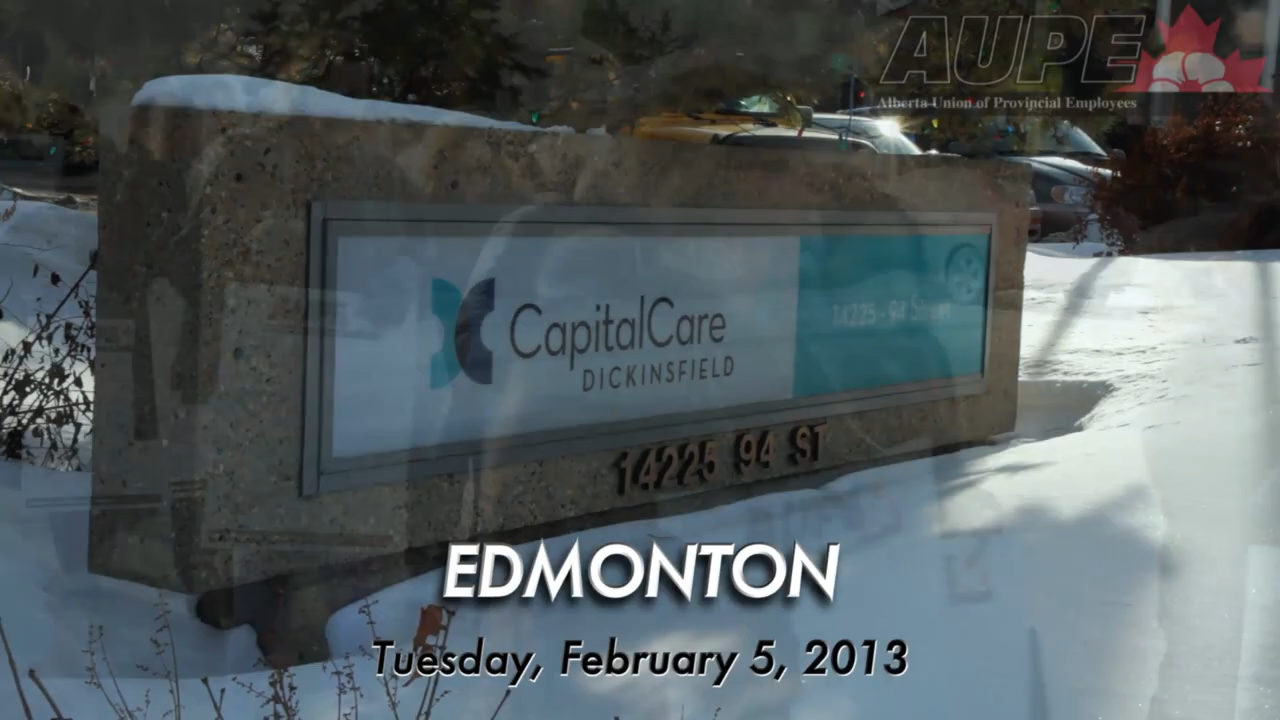 AUPE
Alberta Union of Provincial Employees
CapitalCare
DICKINSFIELD
14225 - 94 Street
14225 94 ST
EDMONTON
Tuesday, February 5, 2013